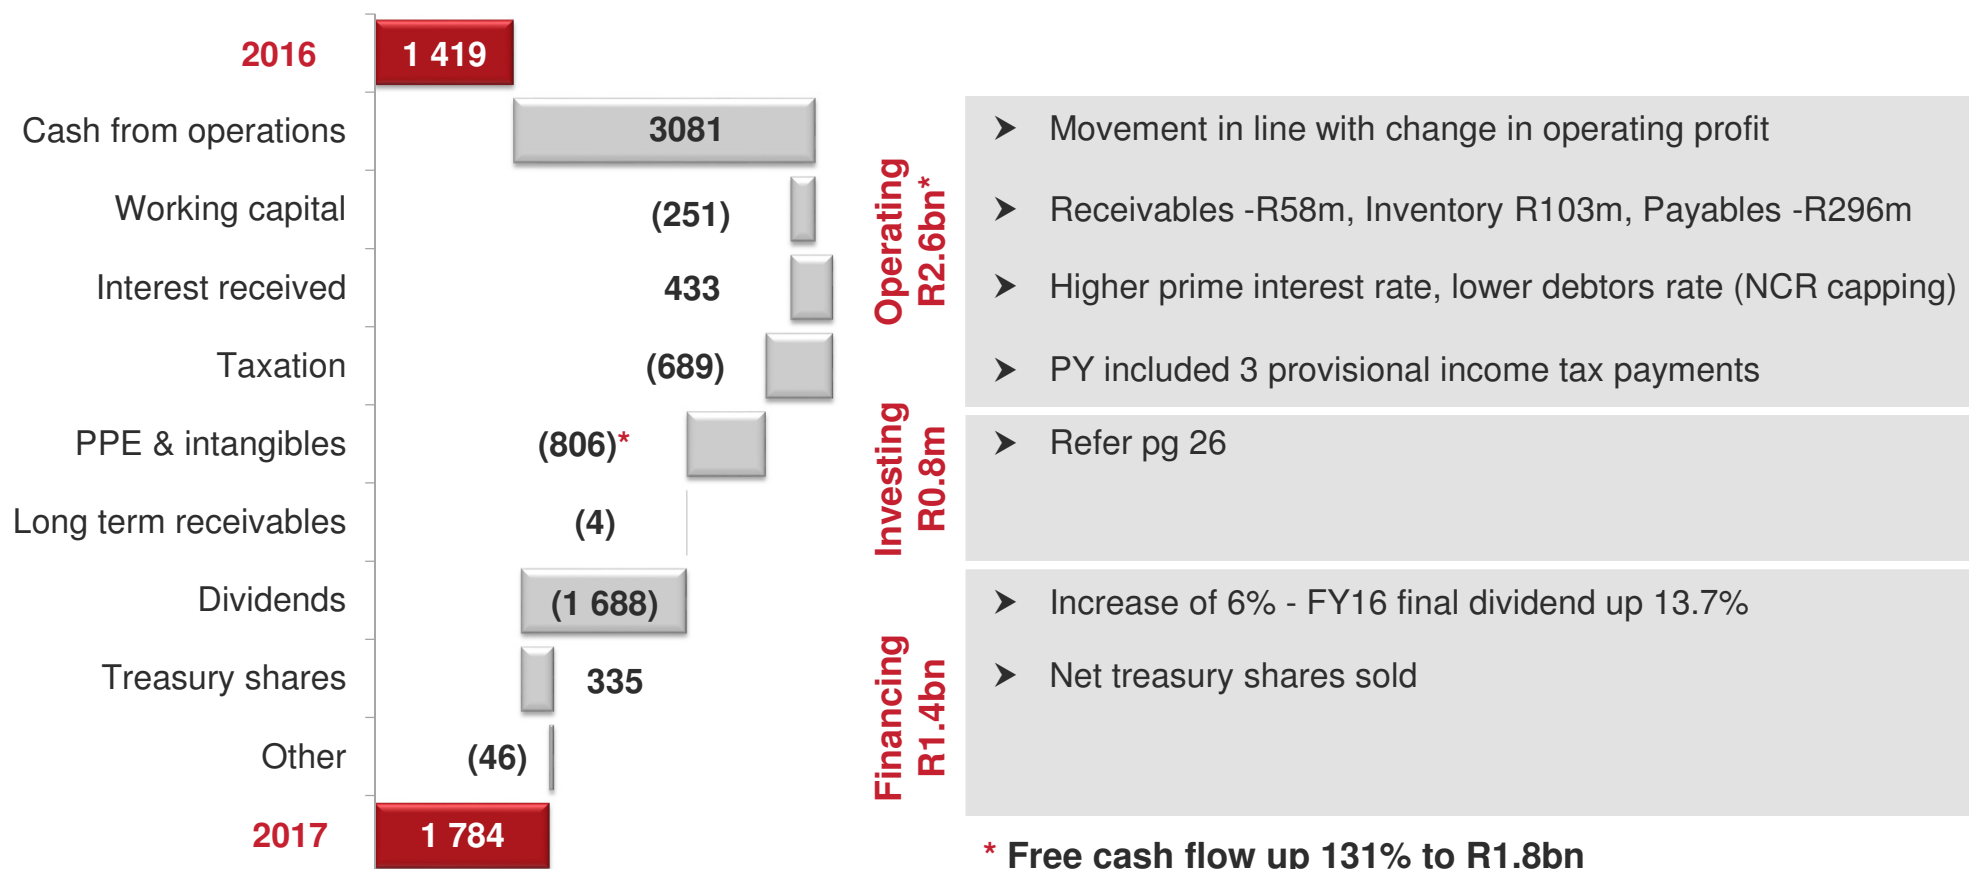 2016 1 419
Cash from operations 3081
Working capital (251)
Interest received 433
Taxation (689)
PPE & intangibles (806)*
Long term receivables (4)
Dividends (1 688)
Treasury shares 335
Other (46)
2017 1 784
Operating
R2.6bn*
Investing
R0.8m
Financing
R1.4bn
➤ Movement in line with change in operating profit
➤ Receivables -R58m, Inventory R103m, Payables -R296m
➤ Higher prime interest rate, lower debtors rate (NCR capping)
➤ PY included 3 provisional income tax payments
➤ Refer pg 26
➤ Increase of 6% - FY16 final dividend up 13.7%
➤ Net treasury shares sold
* Free cash flow up 131% to R1.8bn